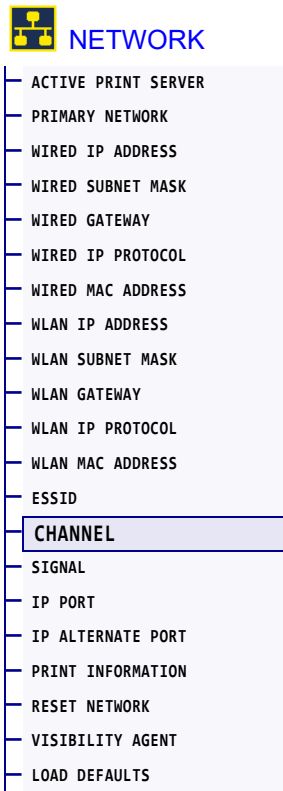 NETWORK
ACTIVE PRINT SERVER
PRIMARY NETWORK
WIRED IP ADDRESS
WIRED SUBNET MASK
WIRED GATEWAY
WIRED IP PROTOCOL
WIRED MAC ADDRESS
WLAN IP ADDRESS
WLAN SUBNET MASK
WLAN GATEWAY
WLAN IP PROTOCOL
WLAN MAC ADDRESS
ESSID
CHANNEL
SIGNAL
IP PORT
IP ALTERNATE PORT
PRINT INFORMATION
RESET NETWORK
VISIBILITY AGENT
LOAD DEFAULTS